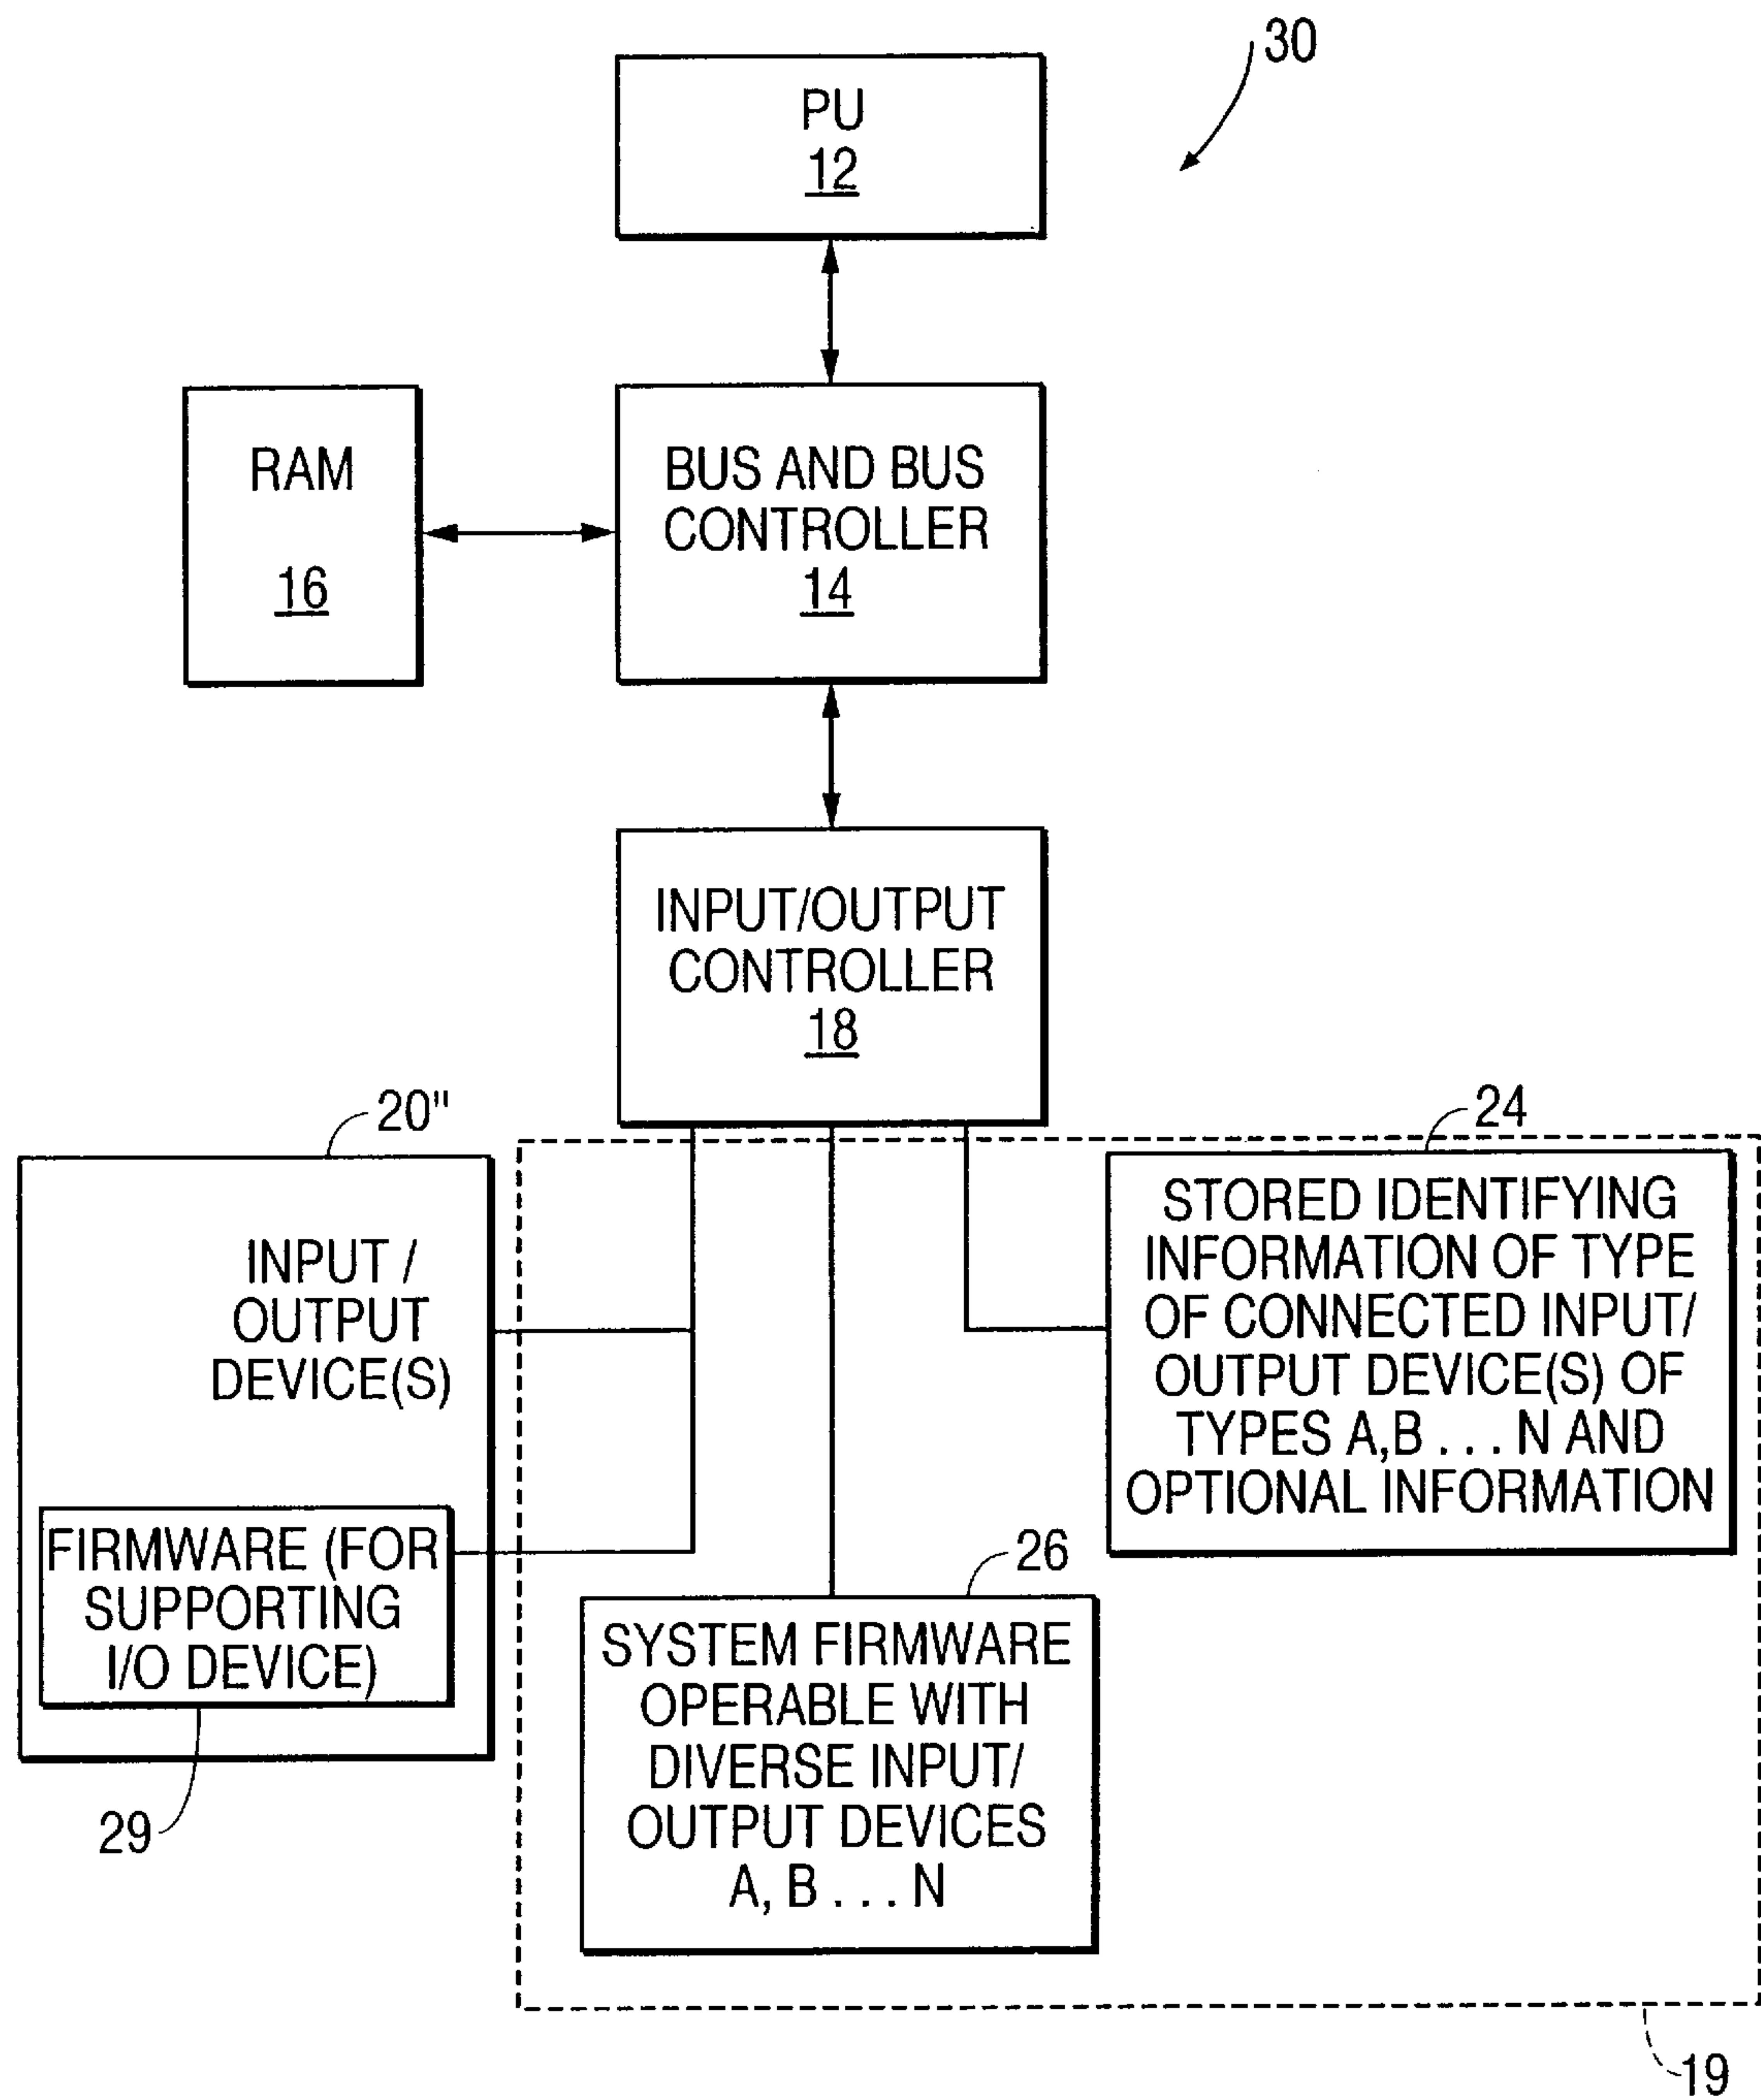 30
PU
12
RAM
16
BUS AND BUS
CONTROLLER
14
INPUT/OUTPUT
CONTROLLER
18
20"
INPUT /
OUTPUT
DEVICE(S)
FIRMWARE (FOR
SUPPORTING
I/O DEVICE)
29
24
STORED IDENTIFYING
INFORMATION OF TYPE
OF CONNECTED INPUT/
OUTPUT DEVICE(S) OF
TYPES A,B . . . N AND
OPTIONAL INFORMATION
26
SYSTEM FIRMWARE
OPERABLE WITH
DIVERSE INPUT/
OUTPUT DEVICES
A, B . . . N
19